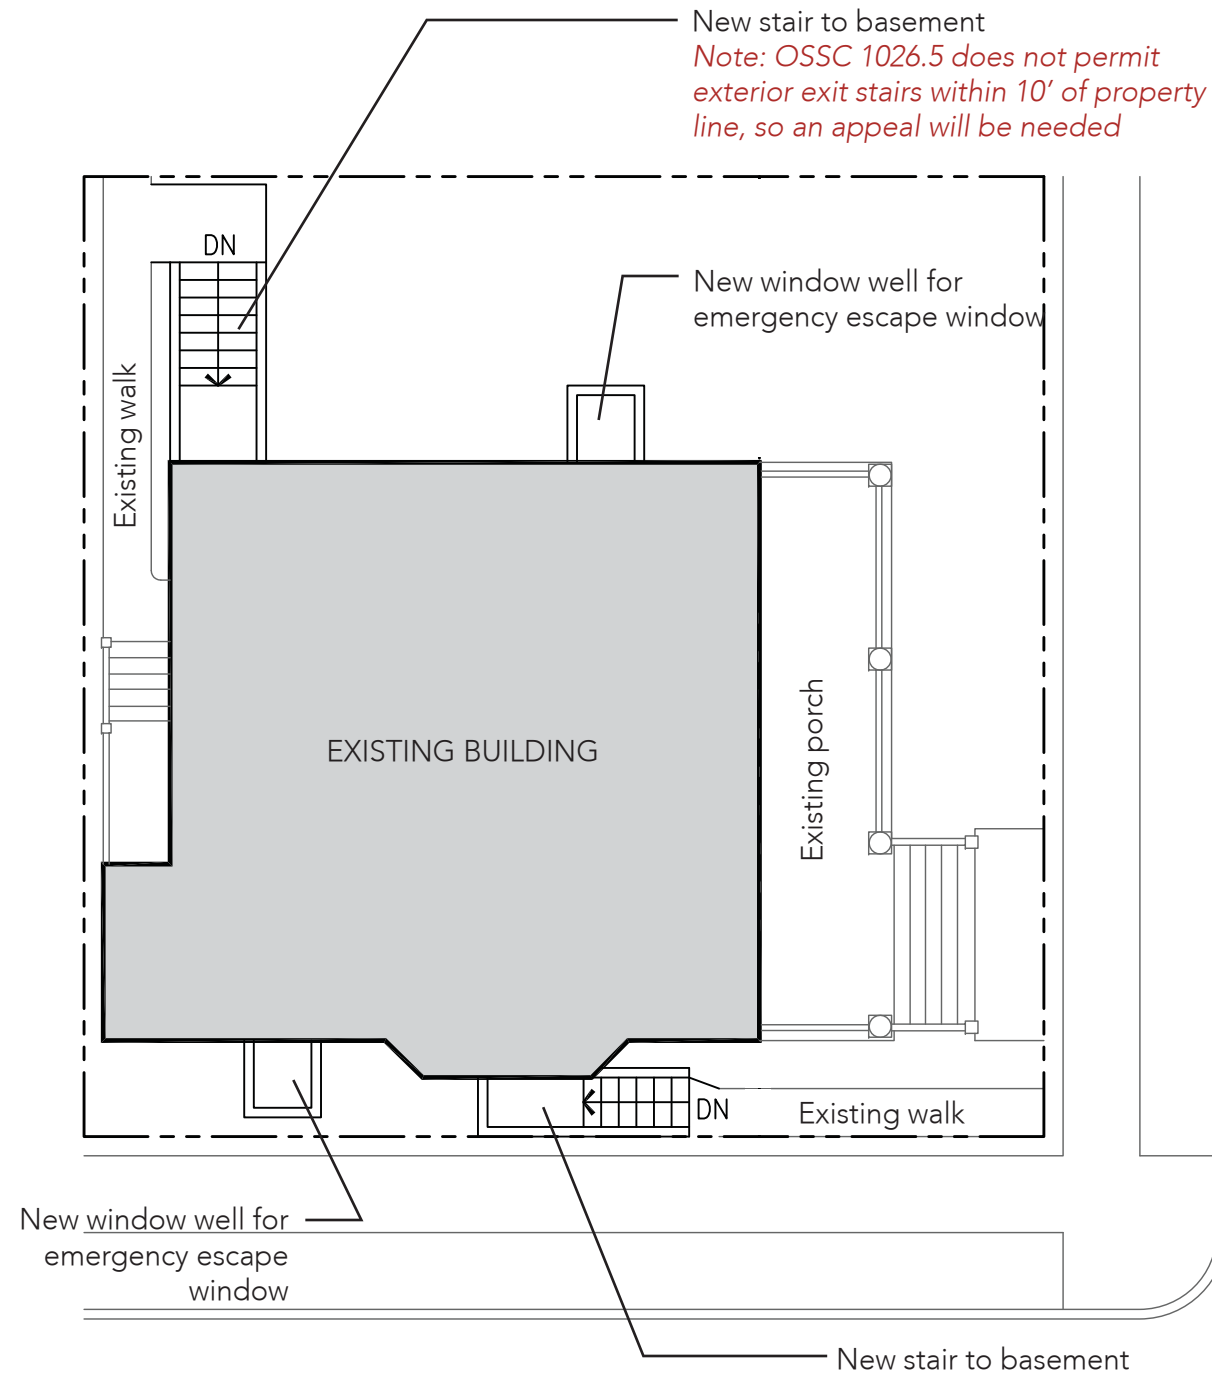 New stair to basement
Note: OSSC 1026.5 does not permit
exterior exit stairs within 10’ of property
line, so an appeal will be needed
DN
New window well for
emergency escape window
Existing walk
EXISTING BUILDING
Existing porch
DN
Existing walk
New window well for
emergency escape
window
New stair to basement